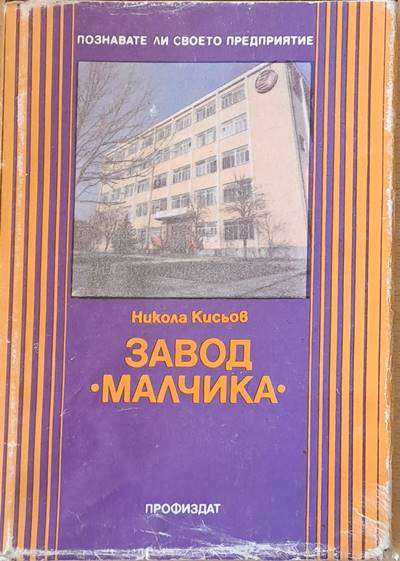 ПОЗНАВАТЕ ЛИ СВОЕТО ПРЕДПРИЯТИЕ
Никола Кисьов
ЗАВОД
•МАЛЧИКА•
ПРОФИЗДАТ